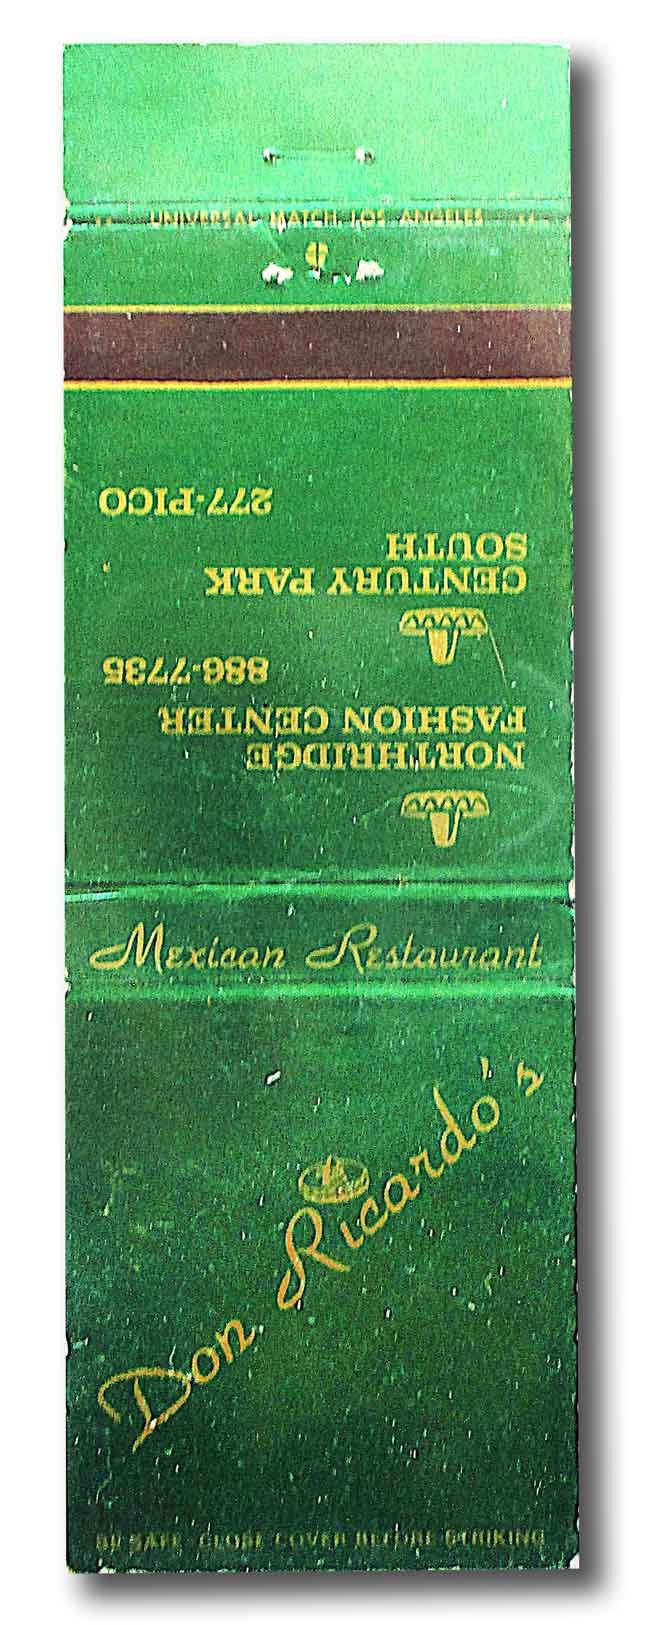 UNIVERSAL MATCH LOS ANGELES
NORTHRIDGE
FASHION CENTER
886-7735
CENTURY PARK
SOUTH
277-PICO
Mexican Restaurant
Don Ricardo's
BE SAFE CLOSE COVER BEFORE STRIKING